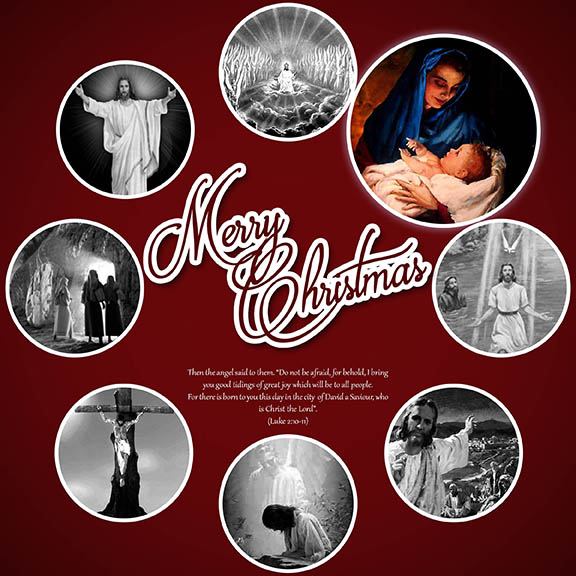 Merry
Christmas
Then the angel said to them. "Do not be afraid, for behold, I bring
you good tidings of great joy which will be to all people.
For there is born to you this day in the city of David a Saviour, who
is Christ the Lord".
(Luke 2:10-11)